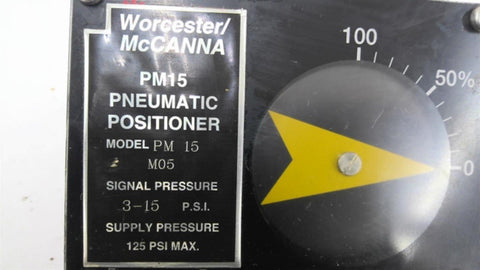 Worcester/
McCANNA
PM15
PNEUMATIC
POSITIONER
MODEL PM 15
M05
SIGNAL PRESSURE
3-15 P.S.I.
SUPPLY PRESSURE
125 PSI MAX.
100
50%
0